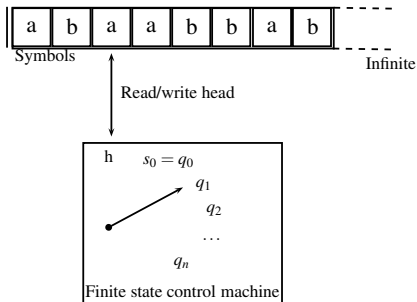 a b a a b b a b
Symbols
Infinite
Read/write head
h
s₀ = q₀
q₁
q₂
...
qₙ
Finite state control machine